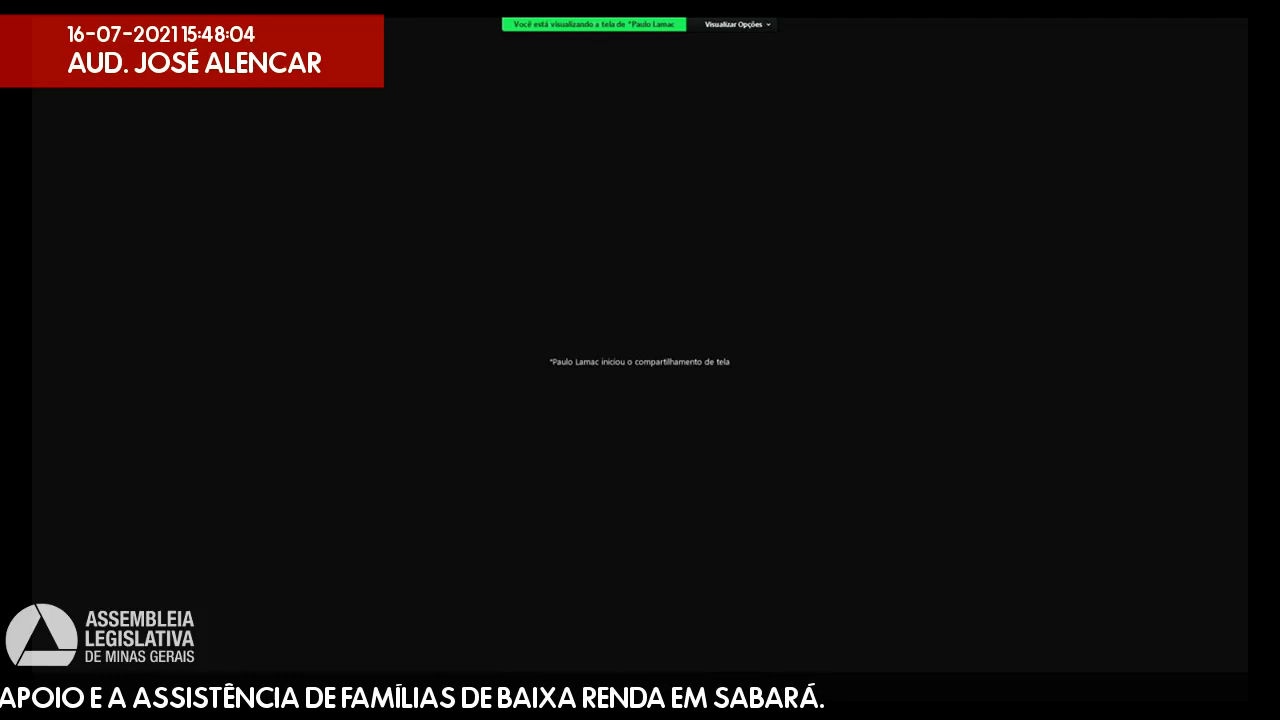 Você está visualizando a tela de *Paulo Lamac
Visualizar Opções
16-07-2021 15:48:04
AUD. JOSÉ ALENCAR
*Paulo Lamac iniciou o compartilhamento de tela
ASSEMBLEIA
LEGISLATIVA
DE MINAS GERAIS
APOIO E A ASSISTÊNCIA DE FAMÍLIAS DE BAIXA RENDA EM SABARÁ.